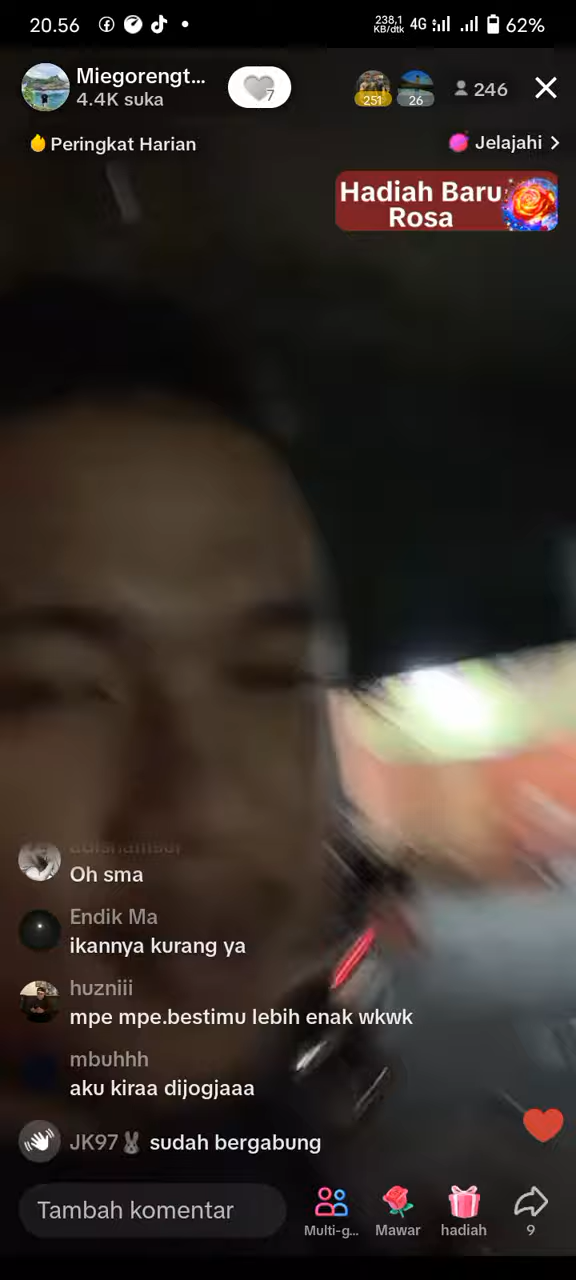 20.56
238,1
KB/dtk
4G
62%
Miegorengt...
4.4K suka
7
251
26
246
Peringkat Harian
Jelajahi
Hadiah Baru
Rosa
Oh sma
Endik Ma
ikannya kurang ya
huzniii
mpe mpe.bestimu lebih enak wkwk
mbuhhh
aku kiraa dijogjaaa
JK97 sudah bergabung
Tambah komentar
Multi-g...
Mawar
hadiah
9